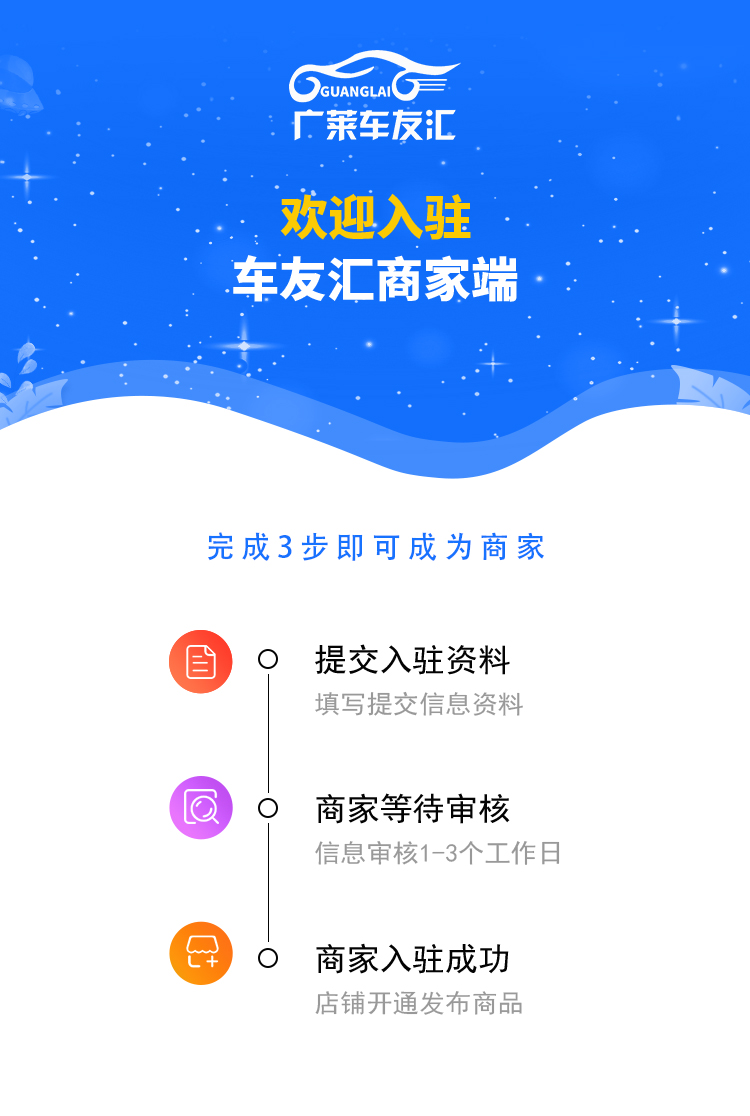 GUANGLAI
广莱车友汇
欢迎入驻
车友汇商家端
完成3步即可成为商家
提交入驻资料
填写提交信息资料
商家等待审核
信息审核1-3个工作日
商家入驻成功
店铺开通发布商品